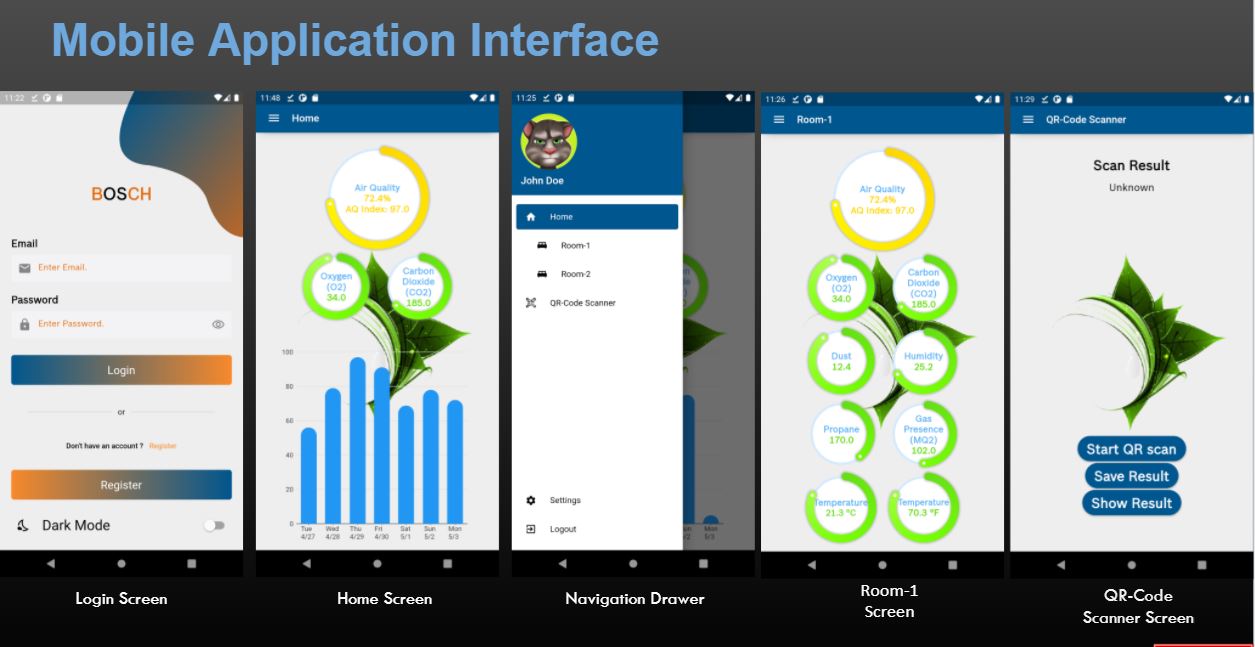 Mobile Application Interface
11:22
BOSCH
Email
Enter Email.
Password
Enter Password.
Login
or
Don't have an account ? Register
Register
Dark Mode
Login Screen
11:48
Home
Air Quality
72.4%
AQ Index: 97.0
Oxygen
(O2)
34.0
Carbon
Dioxide
(CO2)
185.0
100
80
60
40
20
0
Tue Wed Thu Fri Sat Sun Mon
4/27 4/28 4/29 4/30 5/1 5/2 5/3
Home Screen
11:25
John Doe
Home
Room-1
Room-2
QR-Code Scanner
Settings
Logout
Mon
5/3
Navigation Drawer
11:26
Room-1
Air Quality
72.4%
AQ Index: 97.0
Oxygen
(O2)
34.0
Carbon
Dioxide
(CO2)
185.0
Dust
12.4
Humidity
25.2
Propane
170.0
Gas
Presence
(MQ2)
102.0
Temperature
21.3 °C
Temperature
70.3 °F
Room-1
Screen
11:29
QR-Code Scanner
Scan Result
Unknown
Start QR scan
Save Result
Show Result
QR-Code
Scanner Screen